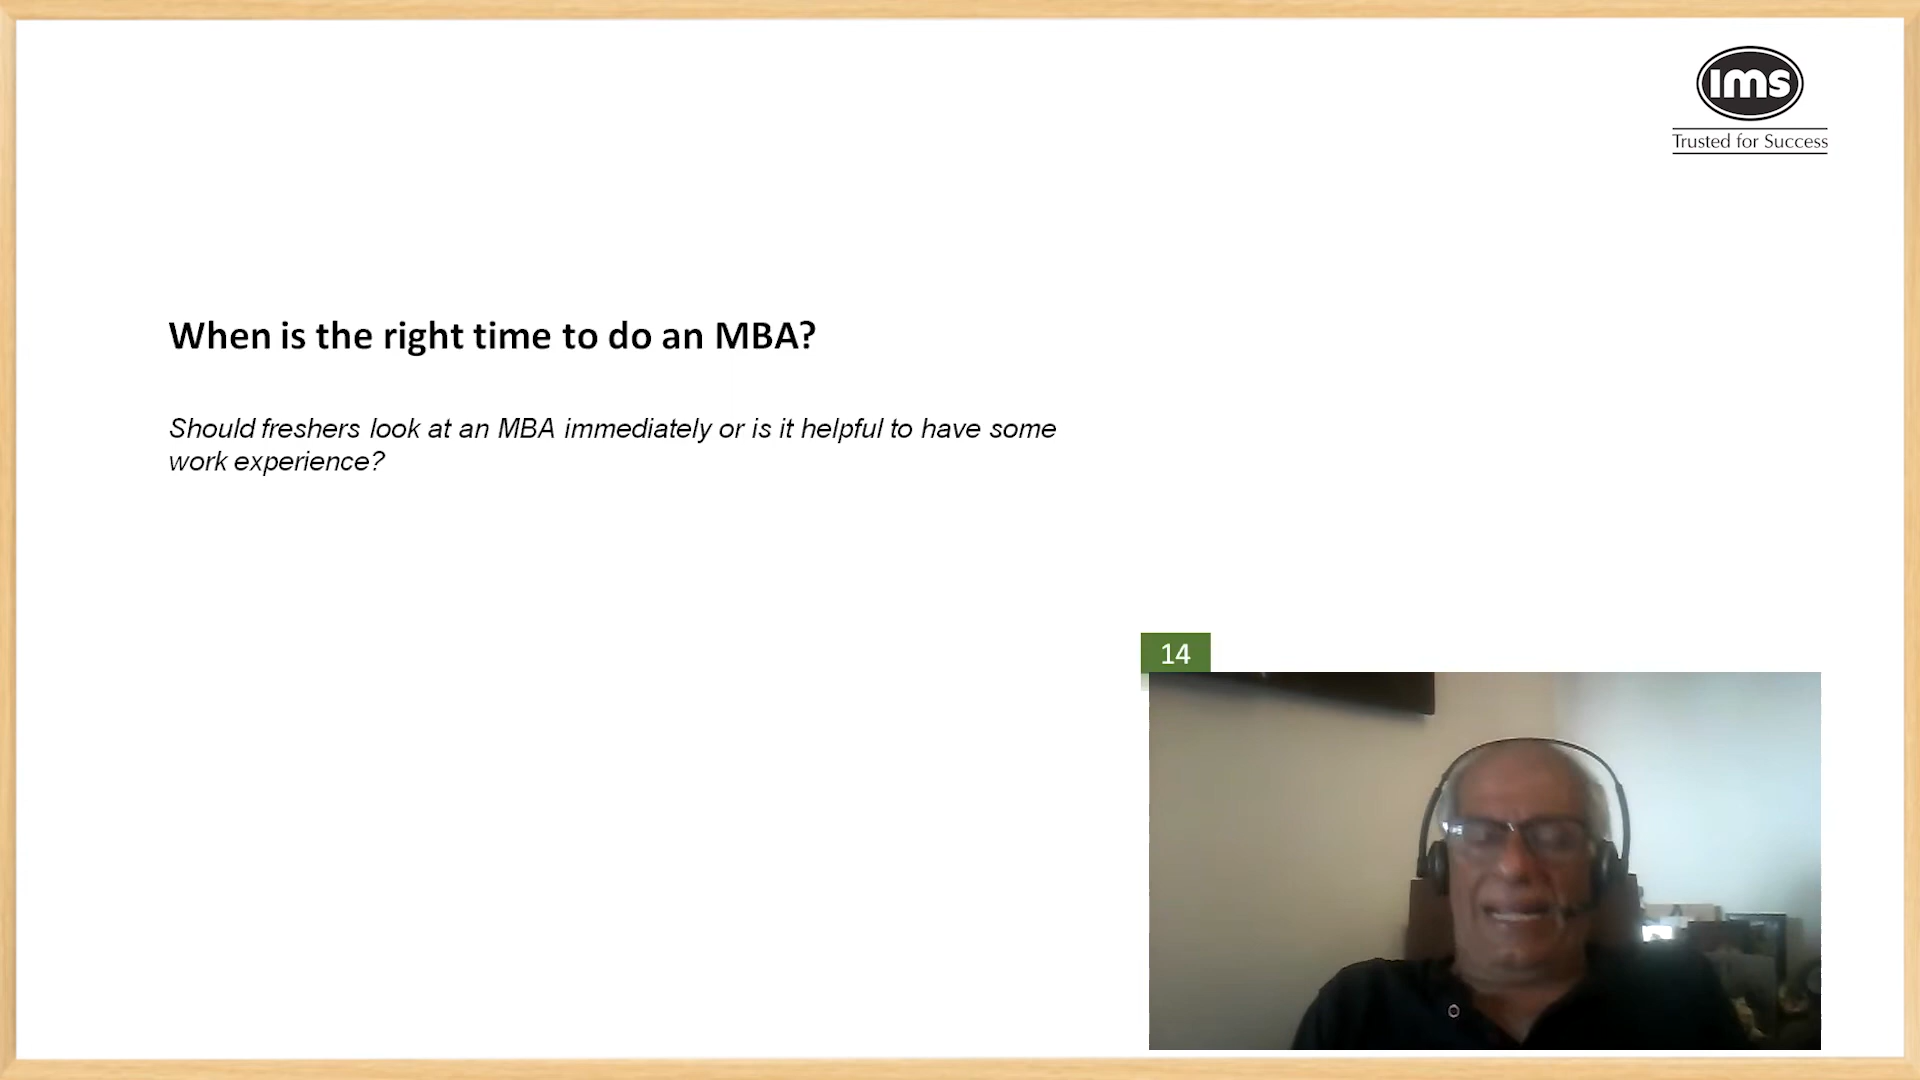 ims
Trusted for Success
When is the right time to do an MBA?
Should freshers look at an MBA immediately or is it helpful to have some
work experience?
14